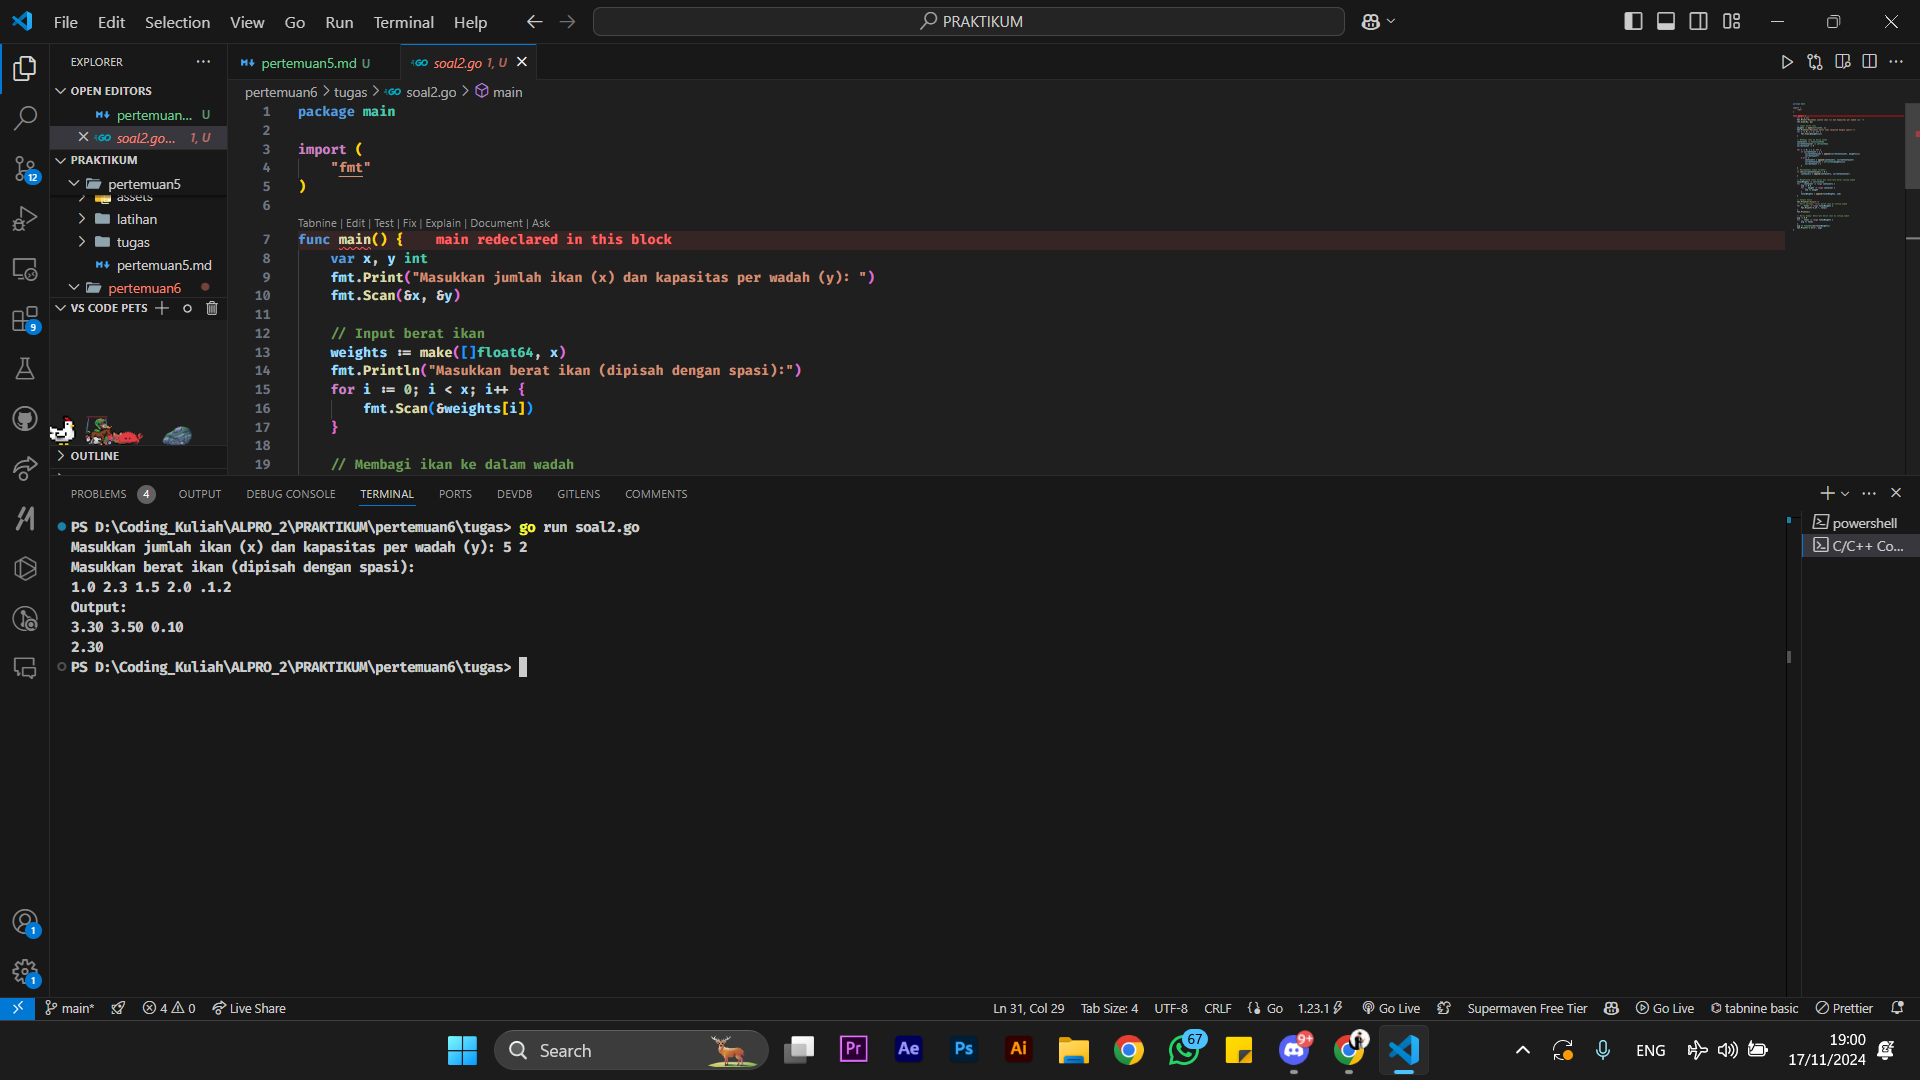 File Edit Selection View Go Run Terminal Help
PRAKTIKUM
EXPLORER
OPEN EDITORS
pertemuan... U
soal2.go... 1, U
PRAKTIKUM
pertemuan5
assets
latihan
tugas
pertemuan5.md
pertemuan6
VS CODE PETS
OUTLINE
12
9
1
1
pertemuan5.md U
soal2.go 1, U
pertemuan6 > tugas > soal2.go > main
1 package main
2
3 import (
4 "fmt"
5 )
6
Tabnine | Edit | Test | Fix | Explain | Document | Ask
7 func main() { main redeclared in this block
8 var x, y int
9 fmt.Print("Masukkan jumlah ikan (x) dan kapasitas per wadah (y): ")
10 fmt.Scan(&x, &y)
11
12 // Input berat ikan
13 weights := make([]float64, x)
14 fmt.Println("Masukkan berat ikan (dipisah dengan spasi):")
15 for i := 0; i < x; i++ {
16 fmt.Scan(&weights[i])
17 }
18
19 // Membagi ikan ke dalam wadah
PROBLEMS 4 OUTPUT DEBUG CONSOLE TERMINAL PORTS DEVDB GITLENS COMMENTS
PS D:\Coding_Kuliah\ALPRO_2\PRAKTIKUM\pertemuan6\tugas> go run soal2.go
Masukkan jumlah ikan (x) dan kapasitas per wadah (y): 5 2
Masukkan berat ikan (dipisah dengan spasi):
1.0 2.3 1.5 2.0 .1.2
Output:
3.30 3.50 0.10
2.30
PS D:\Coding_Kuliah\ALPRO_2\PRAKTIKUM\pertemuan6\tugas>
powershell
C/C++ Co...
main* 4 0 Live Share
Ln 31, Col 29 Tab Size: 4 UTF-8 CRLF Go 1.23.1 Go Live Supermaven Free Tier Go Live tabnine basic Prettier
Search
Pr Ae Ps Ai 67 9+
ENG
19:00
17/11/2024